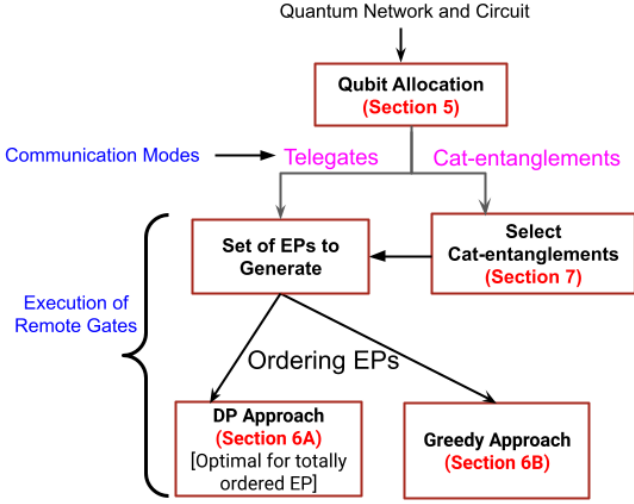 Quantum Network and Circuit
Qubit Allocation
(Section 5)
Communication Modes
Telegates
Cat-entanglements
Set of EPs to
Generate
Select
Cat-entanglements
(Section 7)
Execution of
Remote Gates
Ordering EPs
DP Approach
(Section 6A)
[Optimal for totally
ordered EP]
Greedy Approach
(Section 6B)